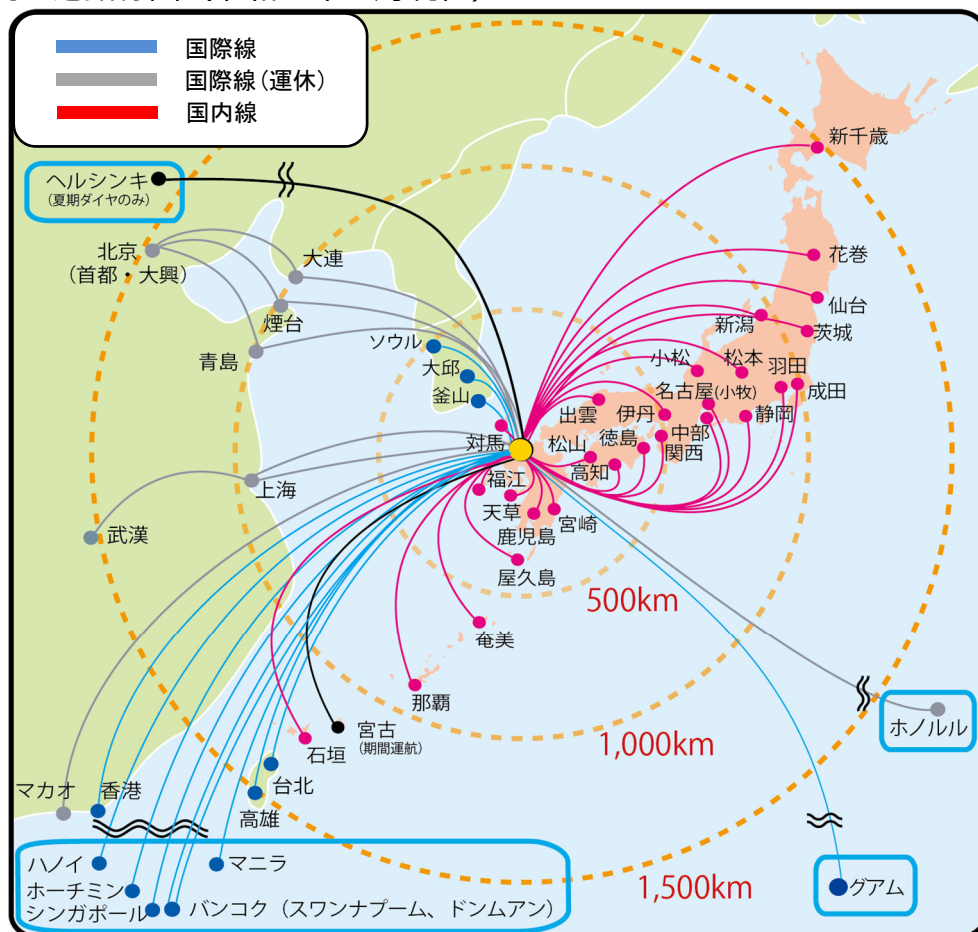 国際線
国際線（運休）
国内線
ヘルシンキ
（夏期ダイヤのみ）
北京
（首都・大興）
大連
煙台
青島
ソウル
大邱
釜山
対馬
上海
武漢
新千歳
花巻
仙台
新潟
茨城
小松
松本
羽田
名古屋(小牧)
成田
出雲
伊丹
静岡
中部
関西
徳島
松山
高知
福江
天草
宮崎
鹿児島
屋久島
500km
奄美
那覇
1,000km
宮古
（期間運航）
石垣
台北
高雄
マカオ
香港
ホノルル
ハノイ
マニラ
ホーチミン
シンガポール
バンコク（スワンナプーム、ドンムアン）
1,500km
グアム